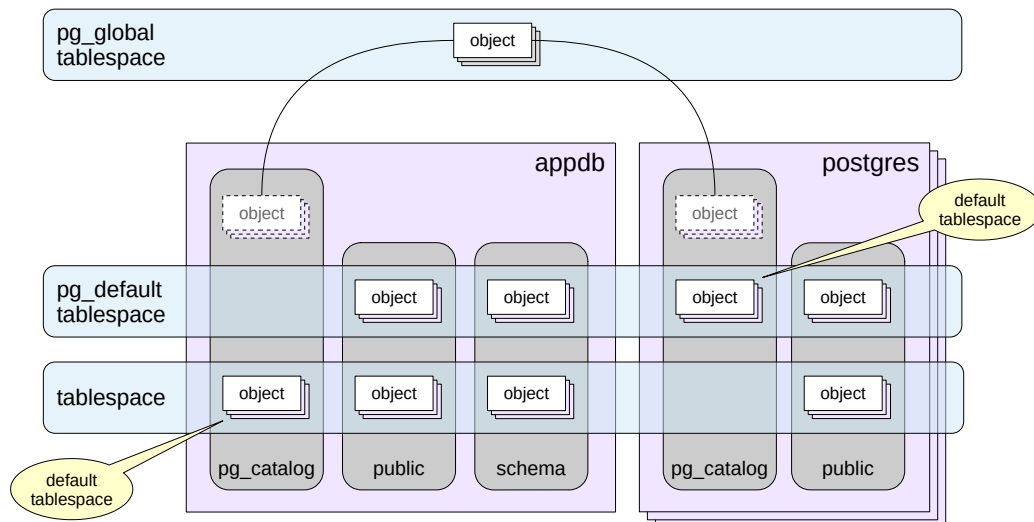 pg_global
tablespace
object
appdb
postgres
object
object
default
tablespace
pg_default
tablespace
object
object
object
object
tablespace
object
object
object
object
default
tablespace
pg_catalog
public
schema
pg_catalog
public